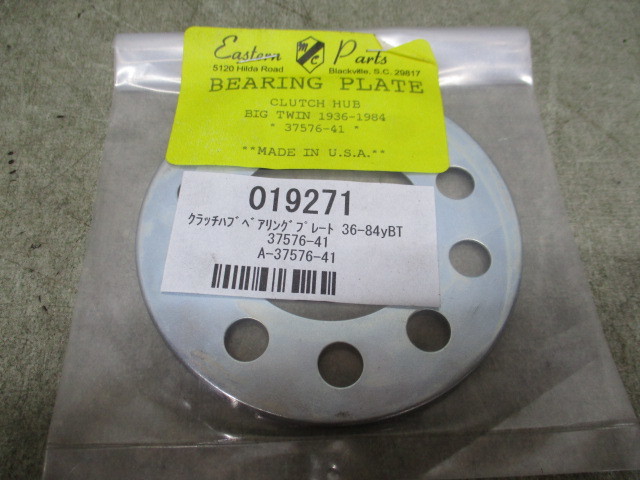 Eastern MC Parts
5120 Hilda Road Blackville, S.C. 29817
BEARING PLATE
CLUTCH HUB
BIG TWIN 1936-1984
" 37576-41 "
**MADE IN U.S.A.**
019271
クラッチハブベアリングプレート 36-84yBT
37576-41
A-37576-41